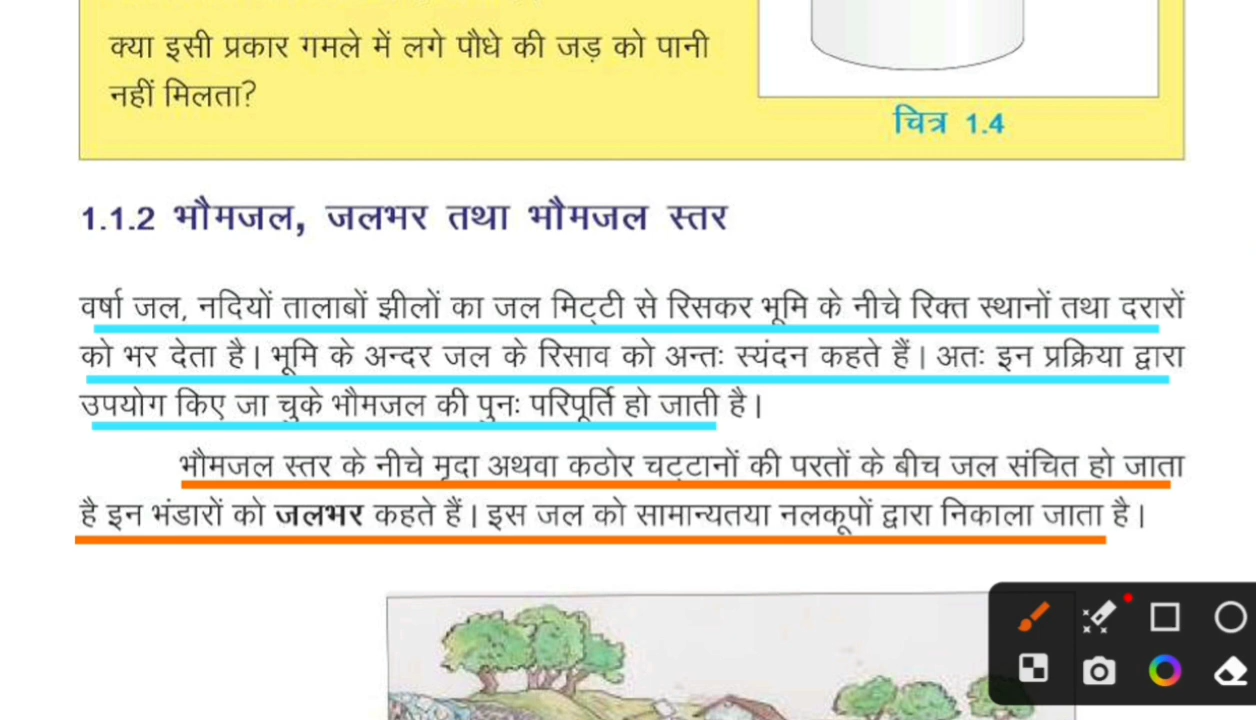 क्या इसी प्रकार गमले में लगे पौधे की जड़ को पानी
नहीं मिलता?
चित्र 1.4
1.1.2 भौमजल, जलभर तथा भौमजल स्तर
वर्षा जल, नदियों तालाबों झीलों का जल मिट्टी से रिसकर भूमि के नीचे रिक्त स्थानों तथा दरारों
को भर देता है। भूमि के अन्दर जल के रिसाव को अन्तः स्यंदन कहते हैं। अतः इन प्रक्रिया द्वारा
उपयोग किए जा चुके भौमजल की पुनः परिपूर्ति हो जाती है।
भौमजल स्तर के नीचे मृदा अथवा कठोर चट्टानों की परतों के बीच जल संचित हो जाता
है इन भंडारों को जलभर कहते हैं। इस जल को सामान्यतया नलकूपों द्वारा निकाला जाता है।